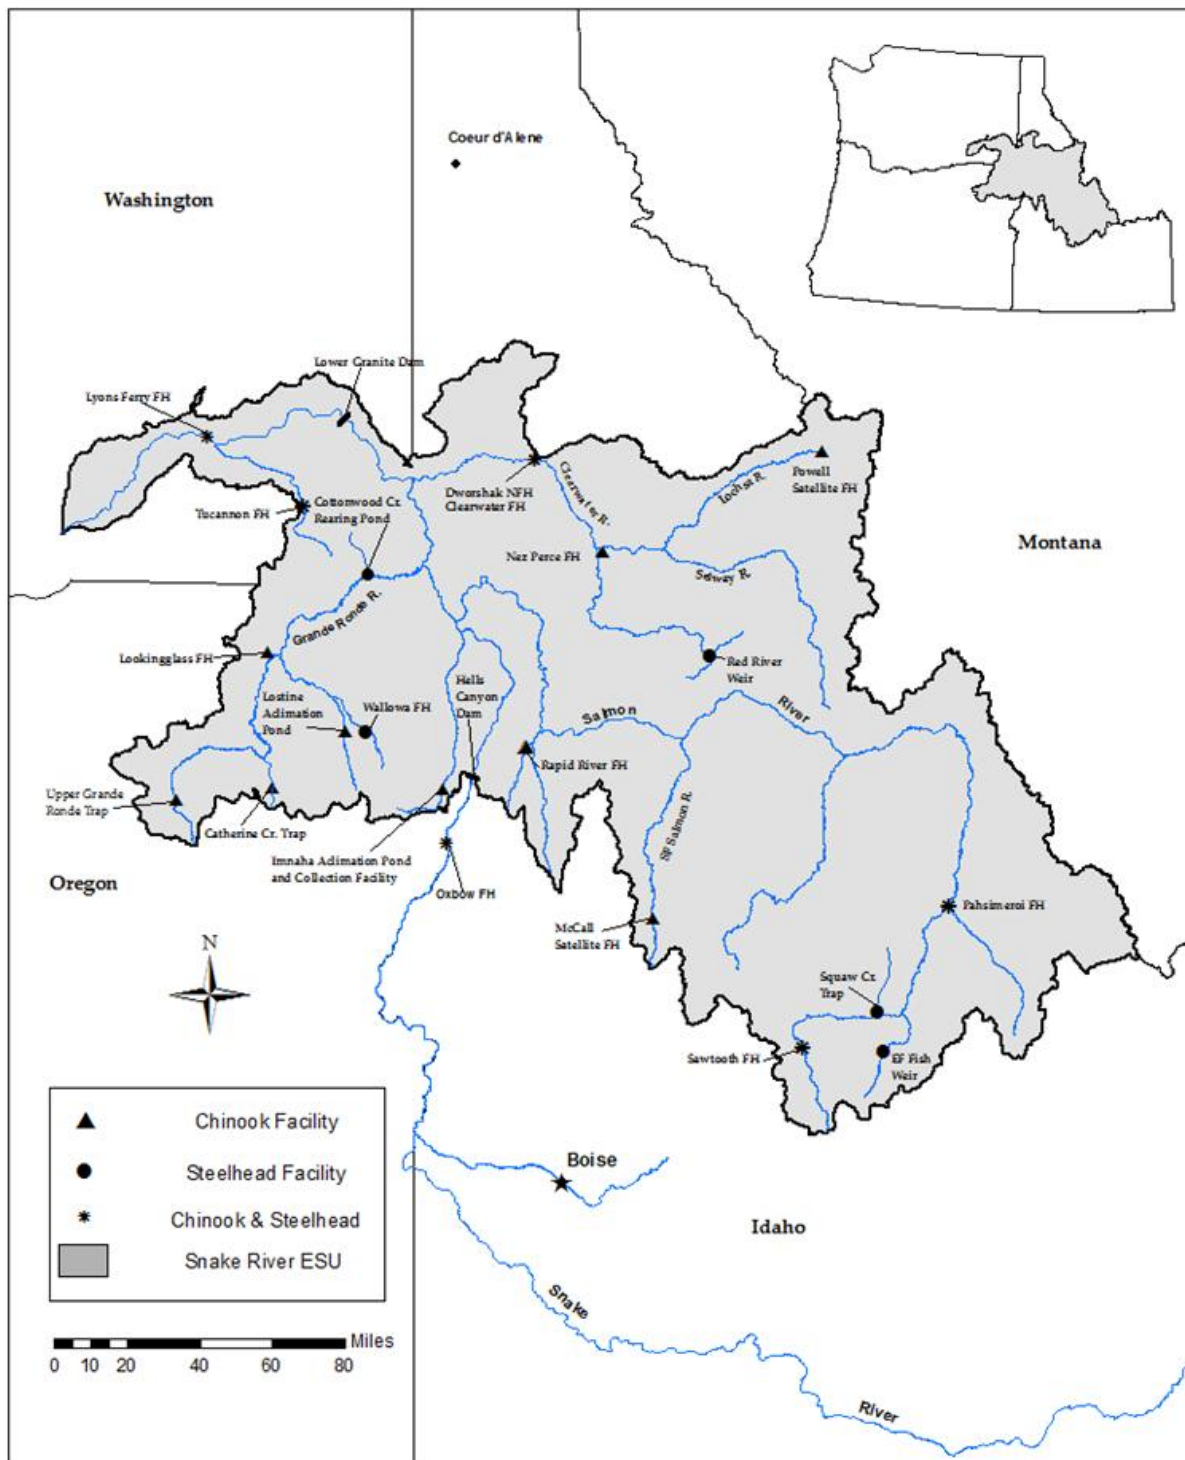 Coeur d'Alene
Washington
Lower Granite Dam
Lyons Ferry FH
Powell
Satellite FH
Lochsa R.
Clearwater R.
Dworshak NFH
Clearwater FH
Cottonwood Cr.
Rearing Pond
Tucannon FH
Montana
Nez Perce FH
Selway R.
Grande Ronde R.
Lookingglass FH
Red River
Weir
Hells
Canyon
Dam
Lostine
Aclimation
Pond
Wallowa FH
Salmon
River
Rapid River FH
Upper Grande
Ronde Trap
Catherine Cr. Trap
SF Salmon R.
Imnaha Aclimation Pond
and Collection Facility
Oregon
Oxbow FH
Pahsimeroi FH
McCall
Satellite FH
N
Squaw Cr.
Trap
Sawtooth FH
EF Fish
Weir
Chinook Facility
Steelhead Facility
Chinook & Steelhead
Snake River ESU
Boise
Idaho
Snake
River
Miles
0 10 20 40 60 80